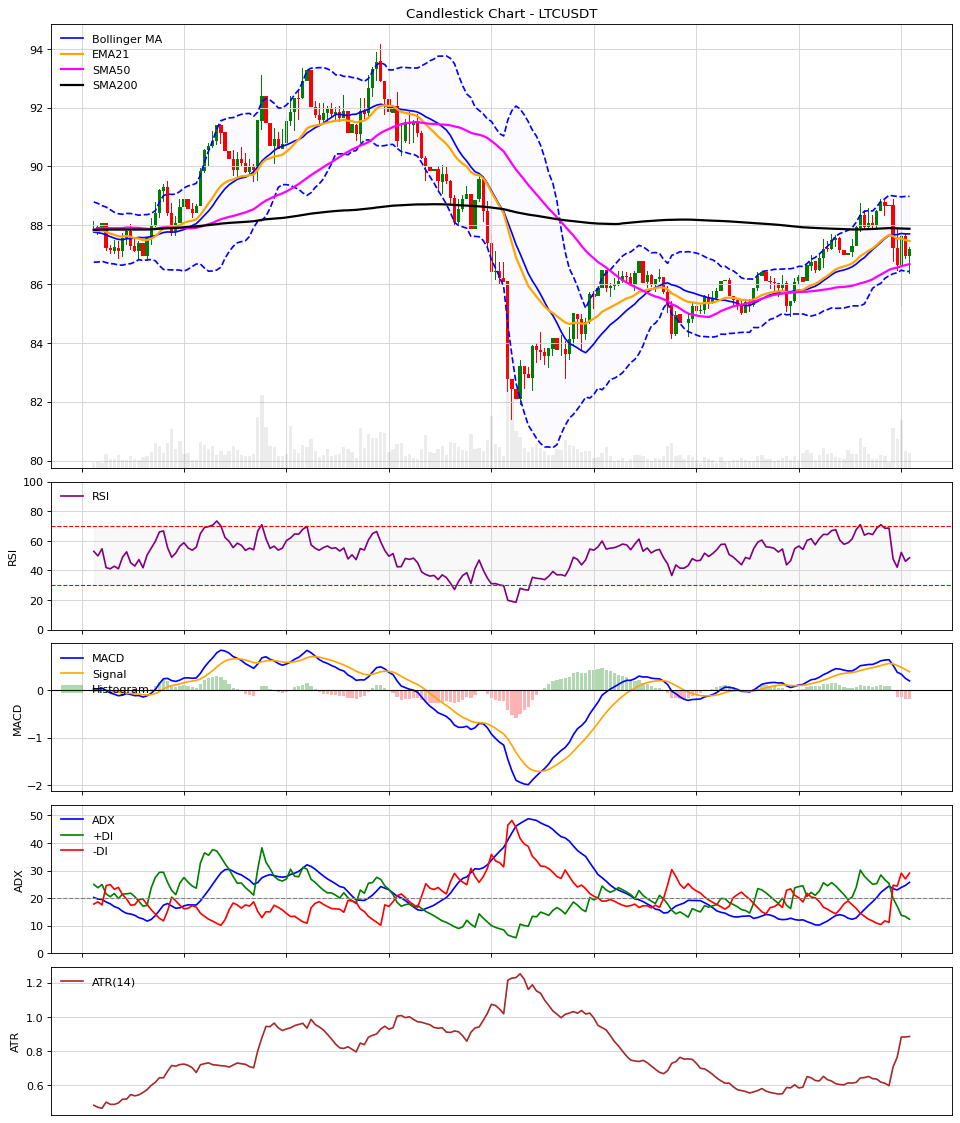 Candlestick Chart - LTCUSDT
Bollinger MA
EMA21
SMA50
SMA200
94
92
90
88
86
84
82
80
RSI
100
80
60
40
20
0
RSI
MACD
Signal
Histogram
0
−1
−2
MACD
ADX
+DI
-DI
50
40
30
20
10
0
ADX
ATR(14)
1.2
1.0
0.8
0.6
ATR